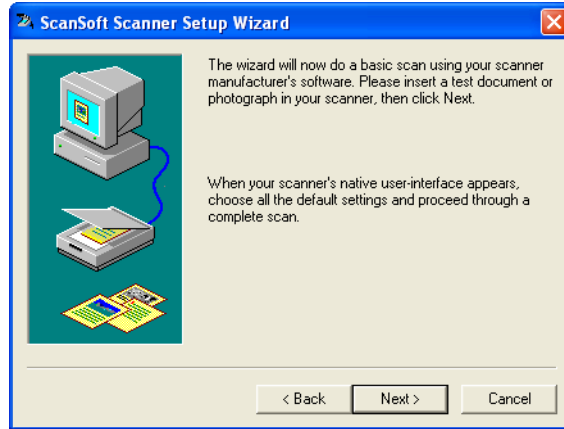 ScanSoft Scanner Setup Wizard
The wizard will now do a basic scan using your scanner
manufacturer's software. Please insert a test document or
photograph in your scanner, then click Next.
When your scanner's native user-interface appears,
choose all the default settings and proceed through a
complete scan.
< Back Next > Cancel